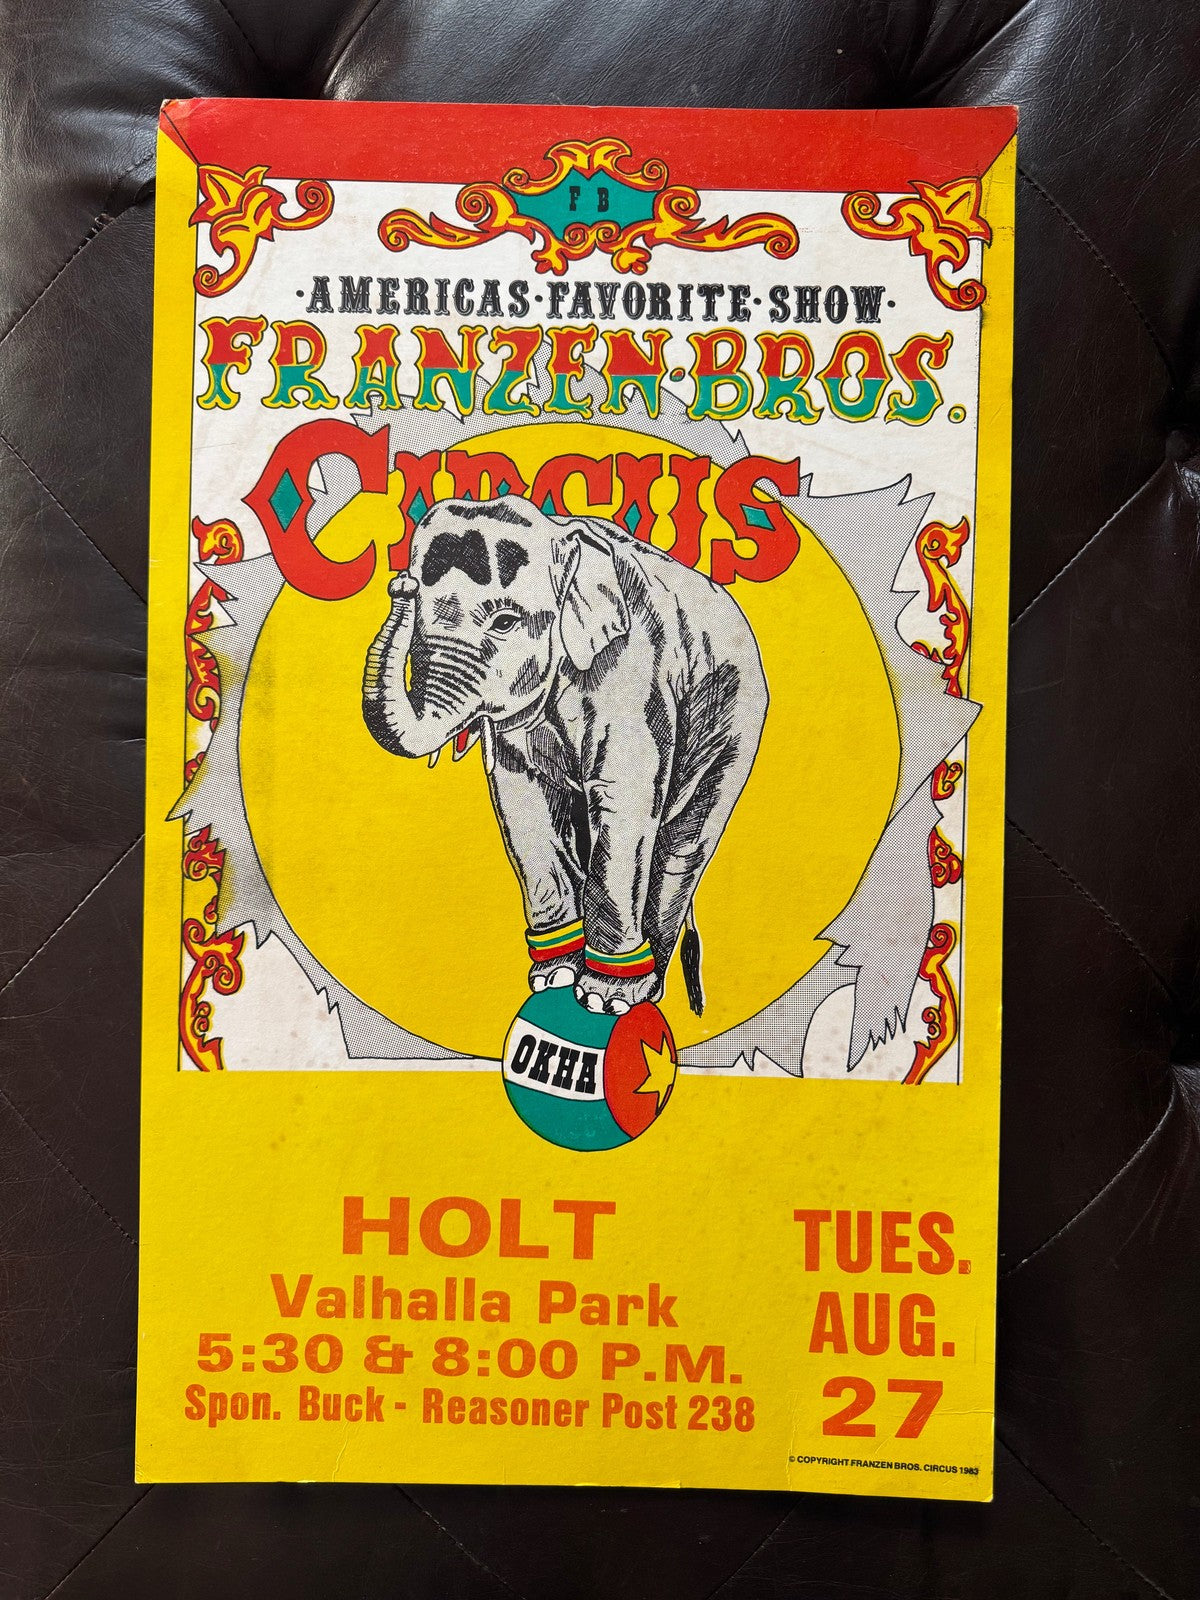 F B
·AMERICAS·FAVORITE·SHOW·
FRANZEN·BROS.
CIRCUS
OKHA
HOLT
Valhalla Park
5:30 & 8:00 P.M.
Spon. Buck - Reasoner Post 238
TUES.
AUG.
27
© COPYRIGHT FRANZEN BROS. CIRCUS 1983